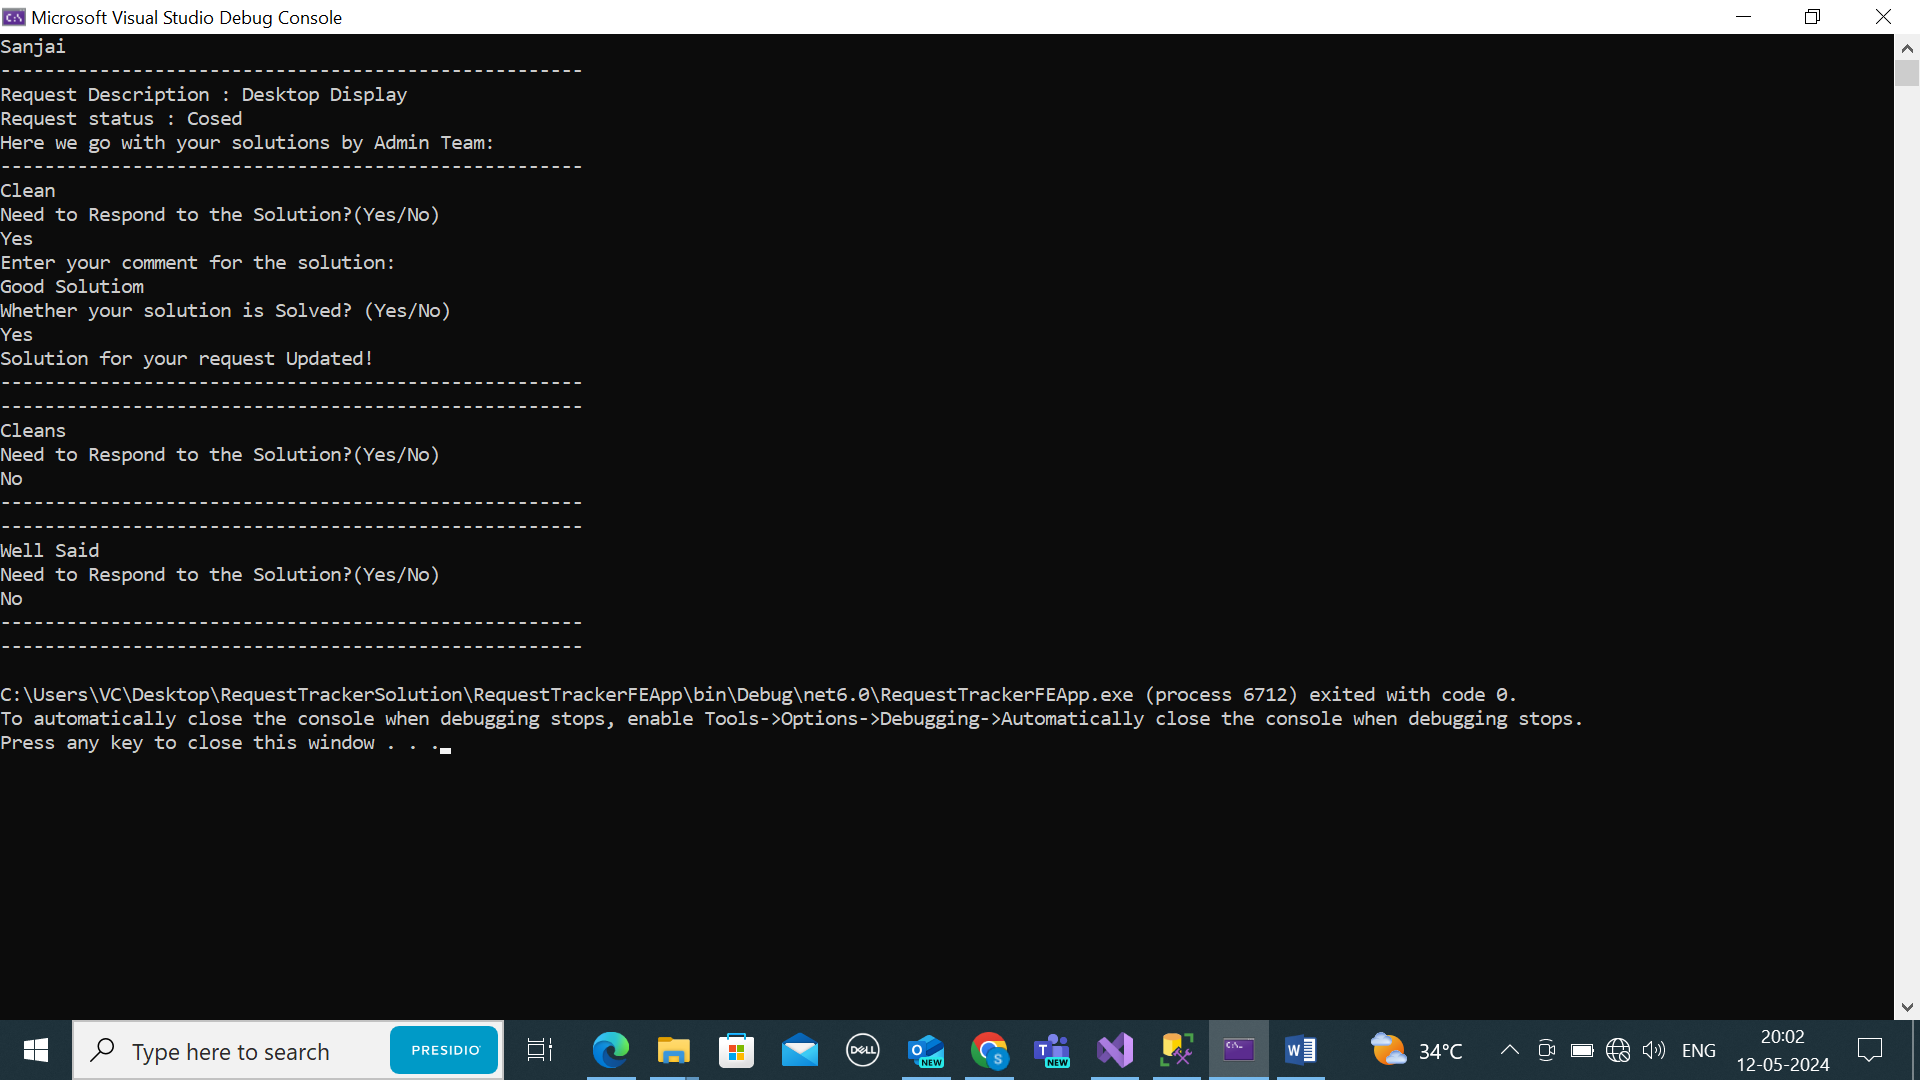 Microsoft Visual Studio Debug Console
Sanjai
-----------------------------------------------------
Request Description : Desktop Display
Request status : Cosed
Here we go with your solutions by Admin Team:
-----------------------------------------------------
Clean
Need to Respond to the Solution?(Yes/No)
Yes
Enter your comment for the solution:
Good Solutiom
Whether your solution is Solved? (Yes/No)
Yes
Solution for your request Updated!
-----------------------------------------------------
-----------------------------------------------------
Cleans
Need to Respond to the Solution?(Yes/No)
No
-----------------------------------------------------
-----------------------------------------------------
Well Said
Need to Respond to the Solution?(Yes/No)
No
-----------------------------------------------------
-----------------------------------------------------
C:\Users\VC\Desktop\RequestTrackerSolution\RequestTrackerFEApp\bin\Debug\net6.0\RequestTrackerFEApp.exe (process 6712) exited with code 0.
To automatically close the console when debugging stops, enable Tools->Options->Debugging->Automatically close the console when debugging stops.
Press any key to close this window . . .
Type here to search
PRESIDIO
DELL
NEW
S
NEW
34°C
ENG
20:02
12-05-2024